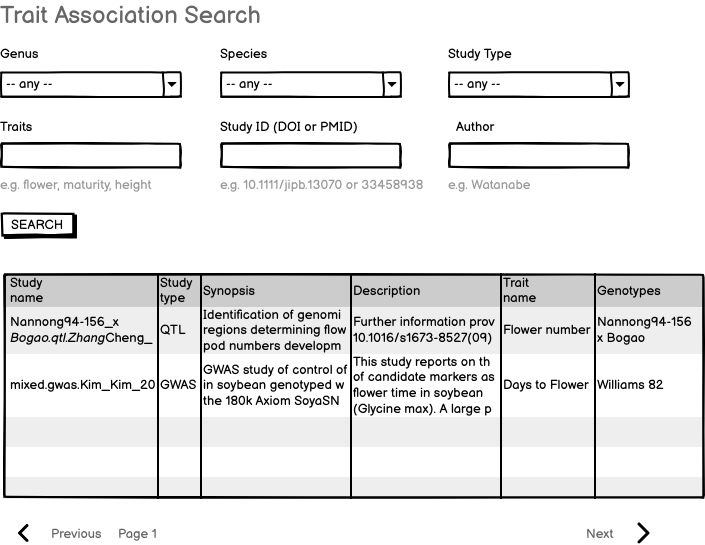 Trait Association Search
Genus
Species
Study Type
-- any --
-- any --
-- any --
Traits
Study ID (DOI or PMID)
Author
e.g. flower, maturity, height
e.g. 10.1111/jipb.13070 or 33458938
e.g. Watanabe
SEARCH
Study
name
Study
type
Synopsis
Description
Trait
name
Genotypes
Nannong94-156_x
Bogao.qtl.ZhangCheng_
QTL
Identification of genomi
regions determining flow
pod numbers developm
Further information prov
10.1016/s1673-8527(09)
Flower number
Nannong94-156
x Bogao
mixed.gwas.Kim_Kim_20
GWAS
GWAS study of control of
in soybean genotyped w
the 180k Axiom SoyaSN
This study reports on th
of candidate markers as
flower time in soybean
(Glycine max). A large p
Days to Flower
Williams 82
Previous
Page 1
Next